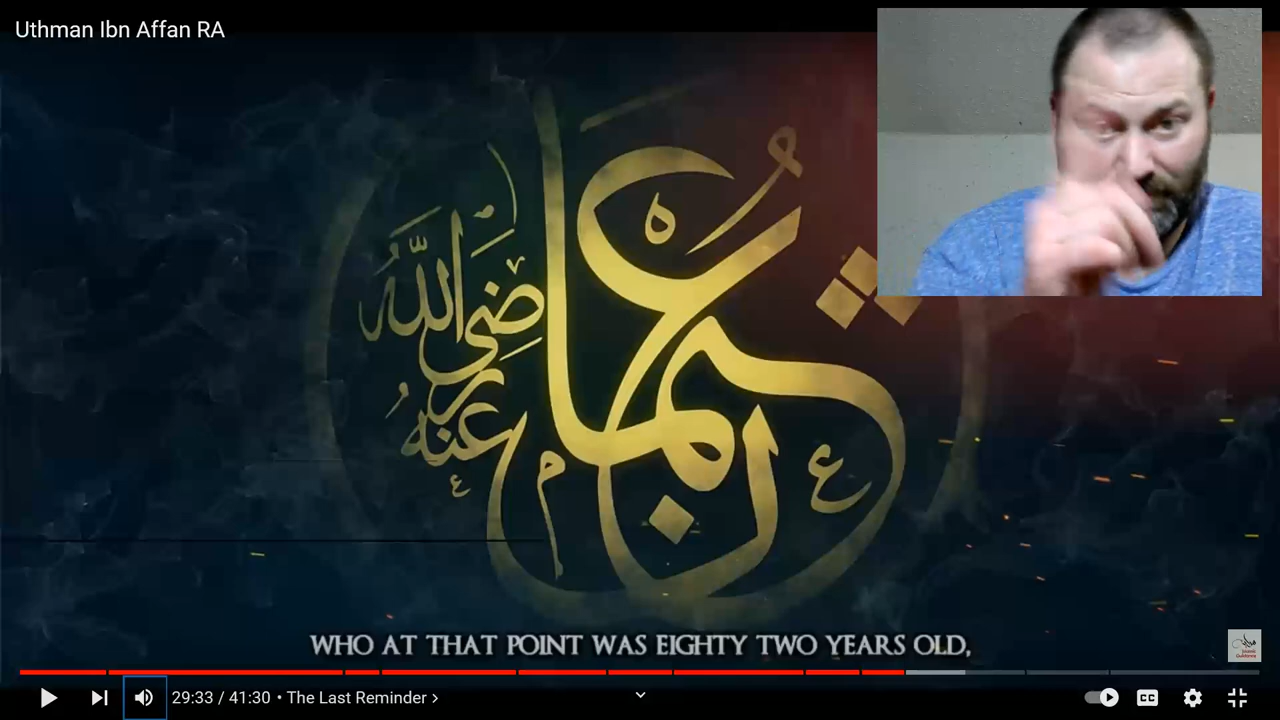 Uthman Ibn Affan RA
عثمان
رضي الله
عنه
WHO AT THAT POINT WAS EIGHTY TWO YEARS OLD,
29:33 / 41:30 • The Last Reminder ›
CC